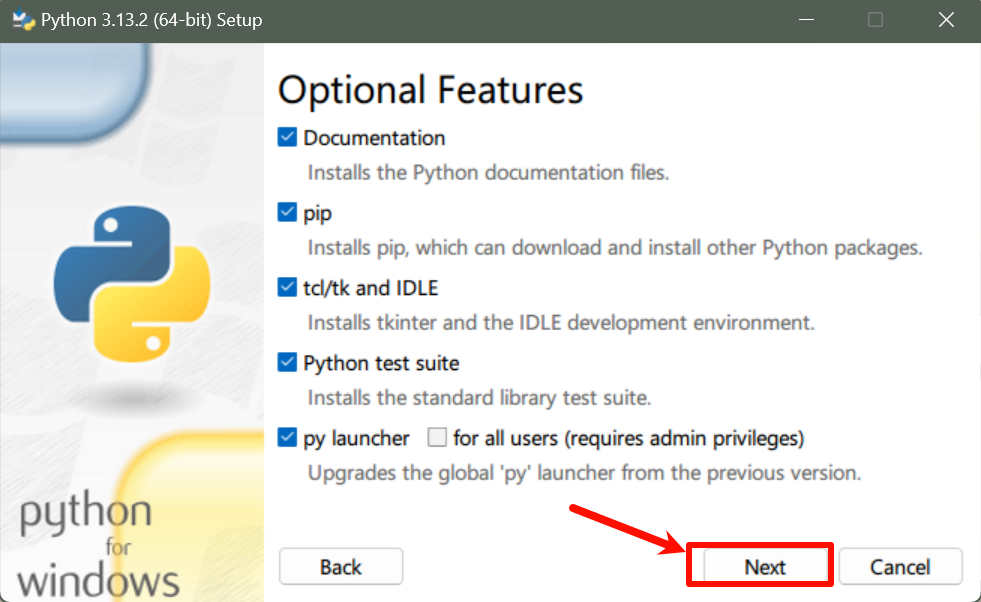 Python 3.13.2 (64-bit) Setup
Optional Features
Documentation
Installs the Python documentation files.
pip
Installs pip, which can download and install other Python packages.
tcl/tk and IDLE
Installs tkinter and the IDLE development environment.
Python test suite
Installs the standard library test suite.
py launcher for all users (requires admin privileges)
Upgrades the global 'py' launcher from the previous version.
python
for
windows
Back Next Cancel